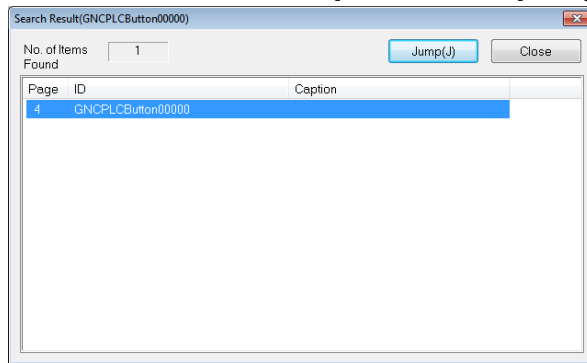 Search Result(GNCPLCButton00000)
No. of Items Found 1 Jump(J) Close
Page ID Caption
4 GNCPLCButton00000